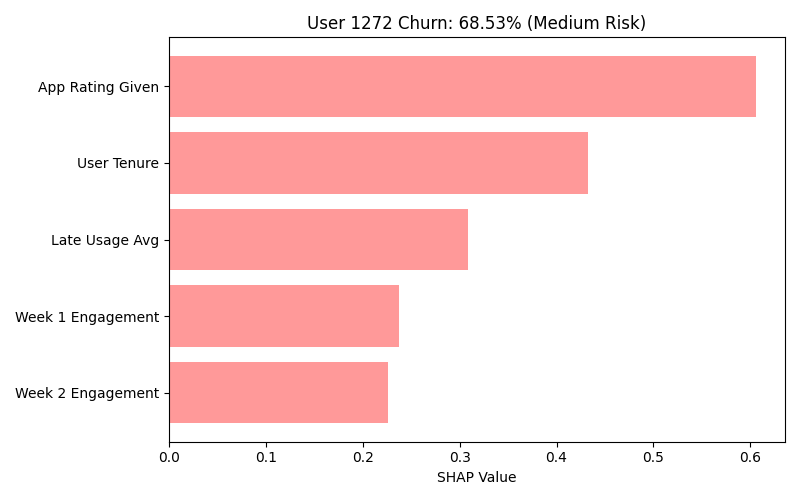 User 1272 Churn: 68.53% (Medium Risk)
App Rating Given
User Tenure
Late Usage Avg
Week 1 Engagement
Week 2 Engagement
0.0 0.1 0.2 0.3 0.4 0.5 0.6
SHAP Value